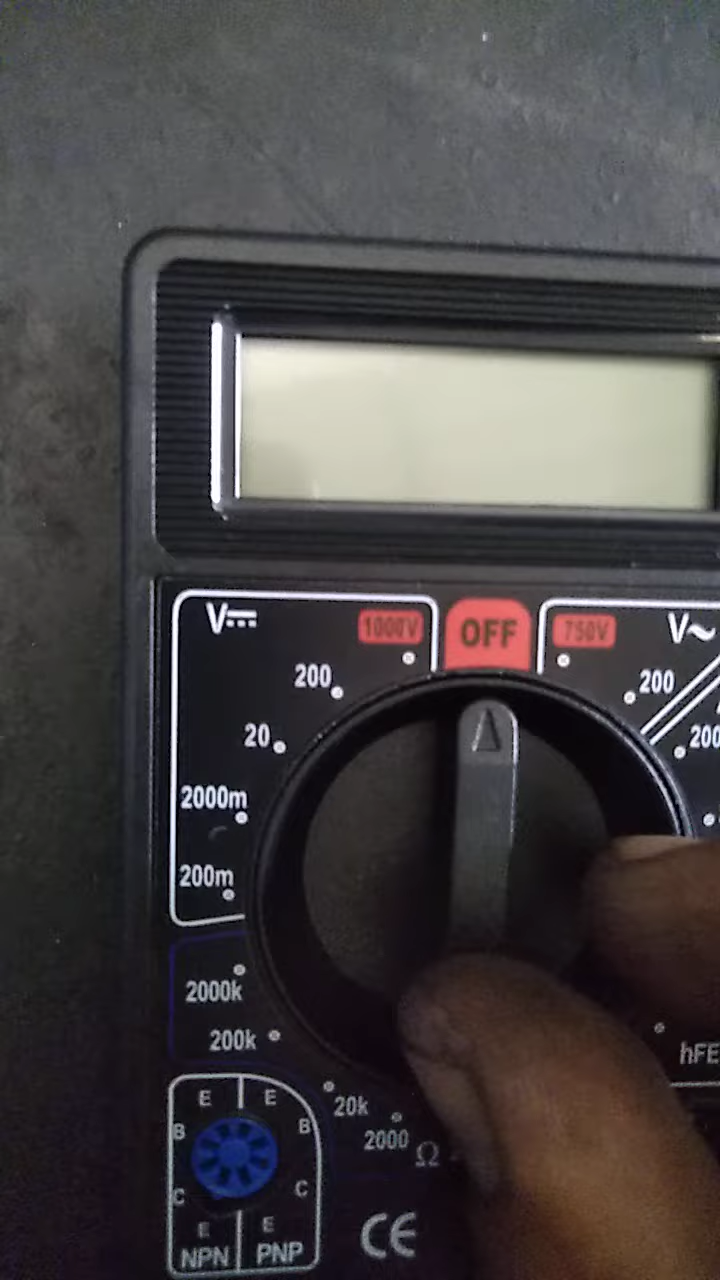 V⎓ 1000V OFF 750V V~
200 200
20 200
2000m
200m
2000k
200k hFE
20k
2000 Ω
E E
B B
C C
E E
NPN PNP
CE